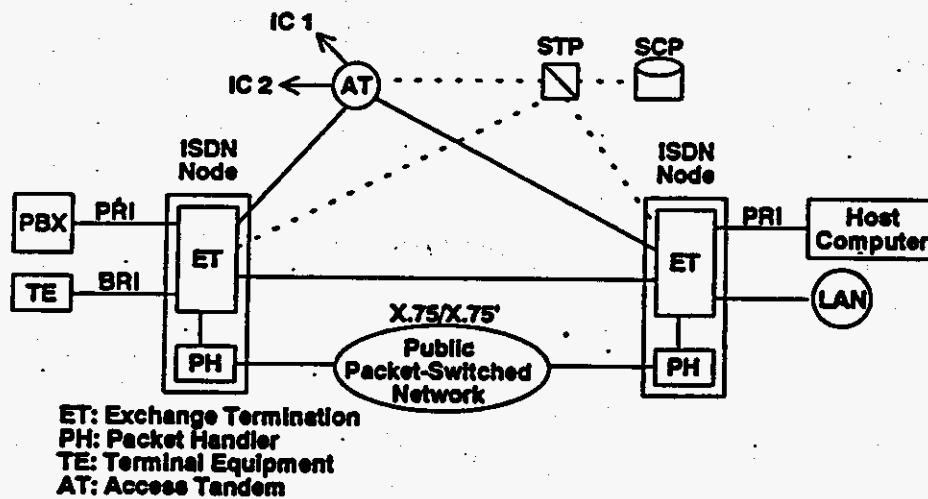 IC 1
IC 2
AT
STP
SCP
ISDN
Node
ISDN
Node
PBX
PRI
ET
TE
BRI
PH
X.75/X.75'
Public
Packet-Switched
Network
ET
PH
PRI
Host
Computer
LAN
ET: Exchange Termination
PH: Packet Handler
TE: Terminal Equipment
AT: Access Tandem